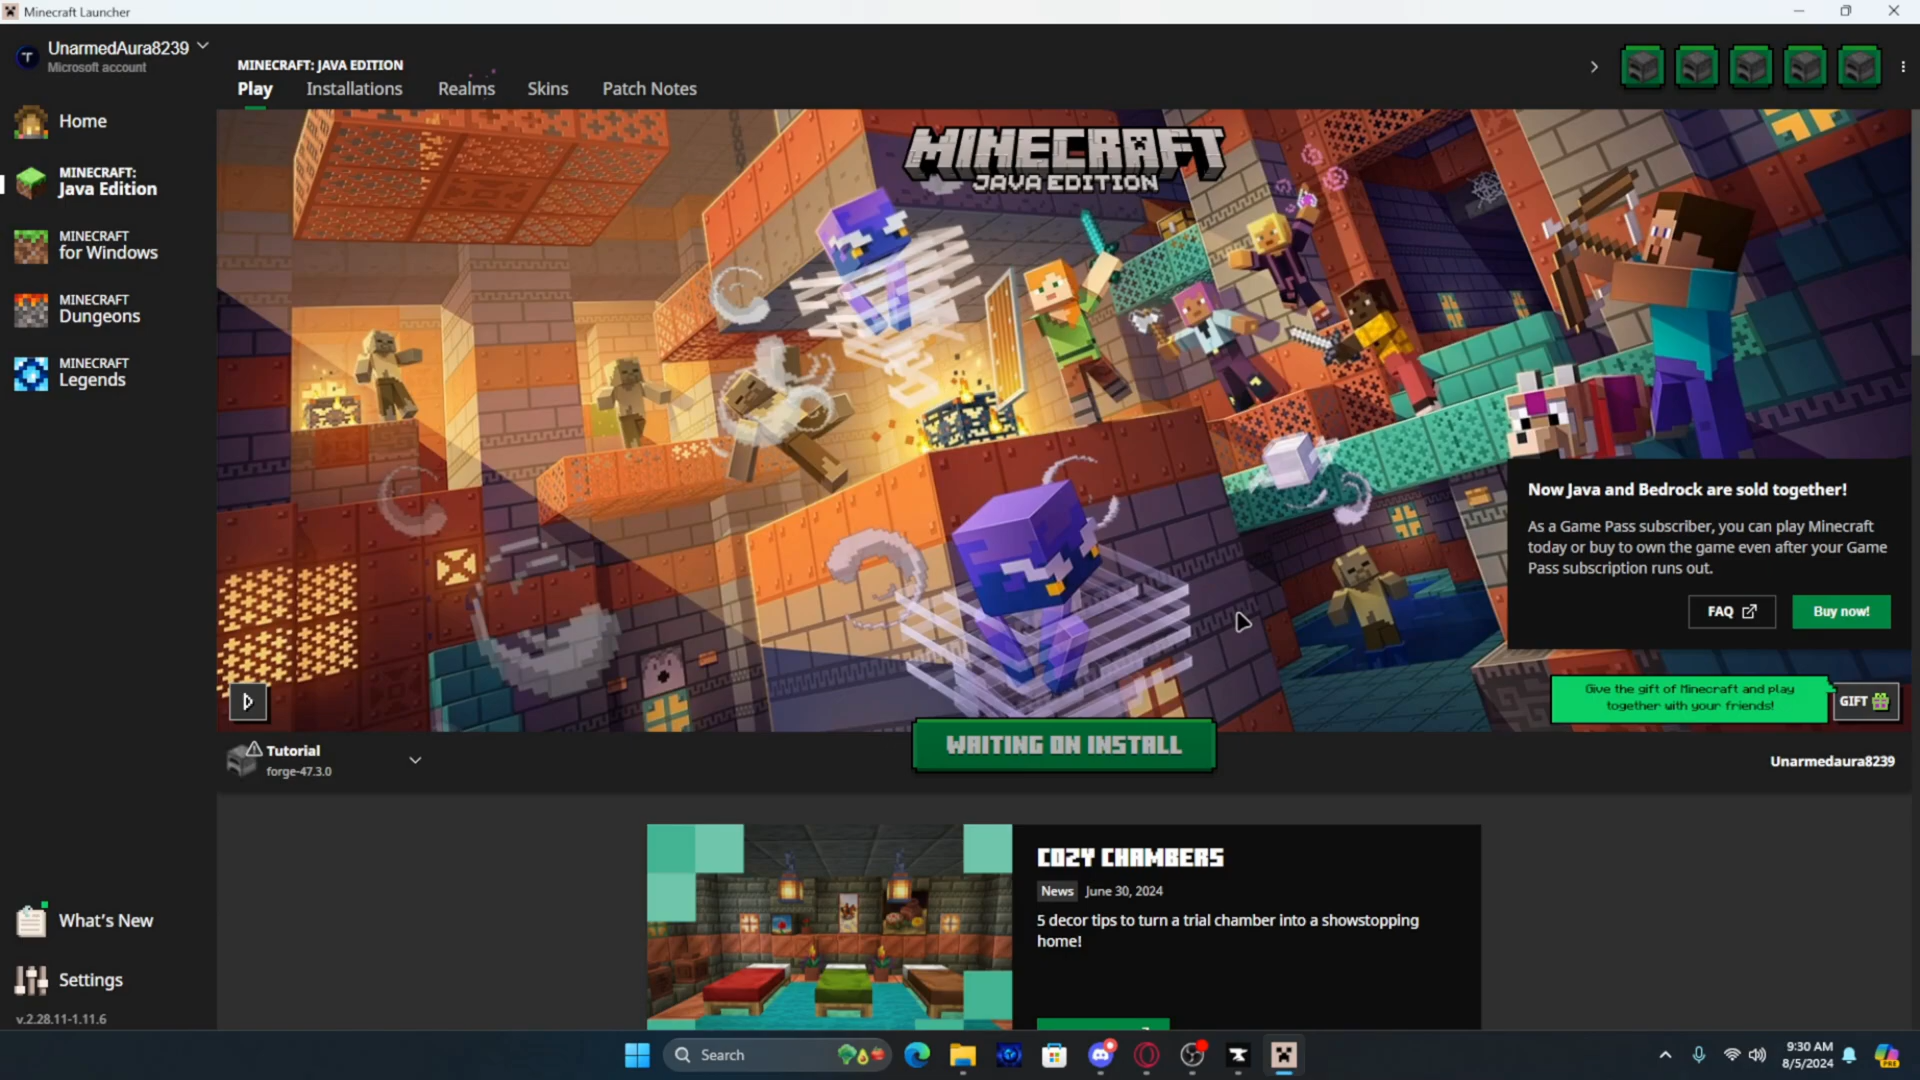 Minecraft Launcher
UnarmedAura8239
Microsoft account
Home
MINECRAFT:
Java Edition
MINECRAFT
for Windows
MINECRAFT
Dungeons
MINECRAFT
Legends
What's New
Settings
v.2.28.11-1.11.6
MINECRAFT: JAVA EDITION
Play Installations Realms Skins Patch Notes
MINECRAFT
JAVA EDITION
Now Java and Bedrock are sold together!
As a Game Pass subscriber, you can play Minecraft
today or buy to own the game even after your Game
Pass subscription runs out.
FAQ Buy now!
Give the gift of Minecraft and play
together with your friends!
GIFT
Tutorial
forge-47.3.0
WAITING ON INSTALL
Unarmedaura8239
COZY CHAMBERS
News June 30, 2024
5 decor tips to turn a trial chamber into a showstopping
home!
Search
9:30 AM
8/5/2024
PRE